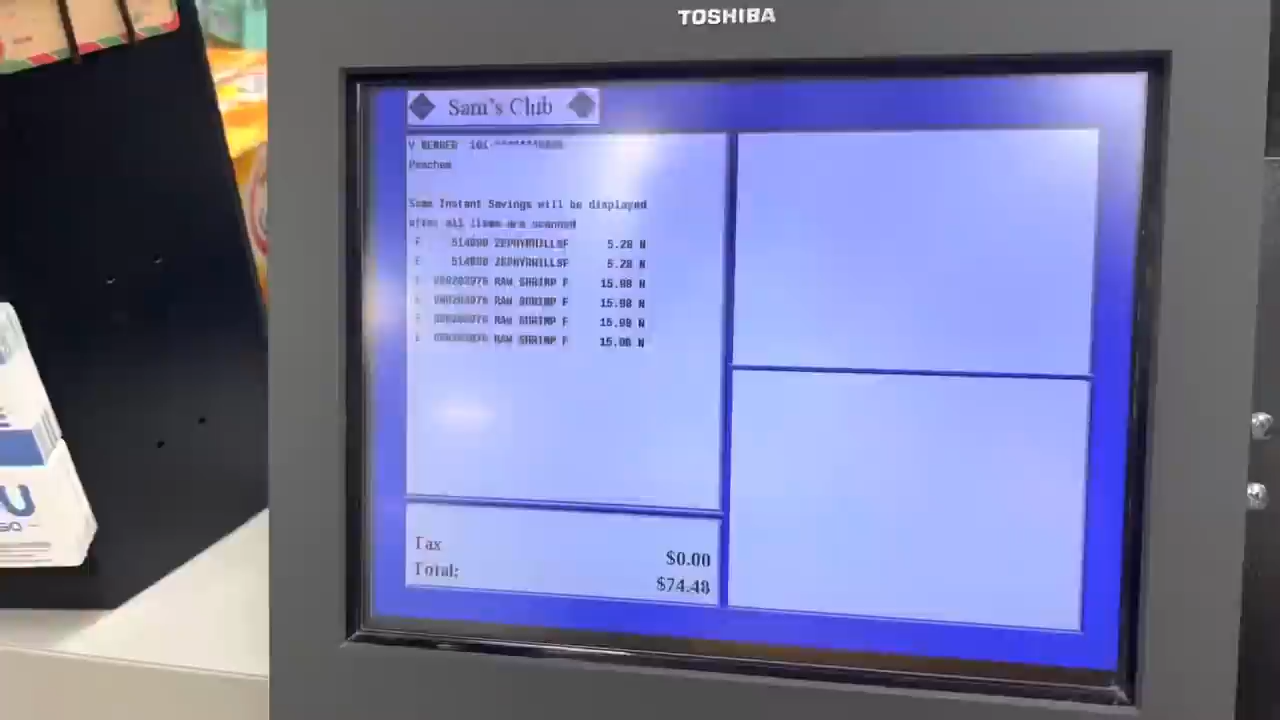 TOSHIBA
Sam's Club
V MEMBER 101-
Some Instant Savings will be displayed
after all items are scanned
F 514080 ZEPHYRHILLSF 5.28 N
E 514080 ZEPHYRHILLSF 5.28 N
RAW SHRIMP F 15.98 N
RAW SHRIMP F 15.98 N
RAW SHRIMP F 15.98 N
RAW SHRIMP F 15.98 N
Tax $0.00
Total: $74.48